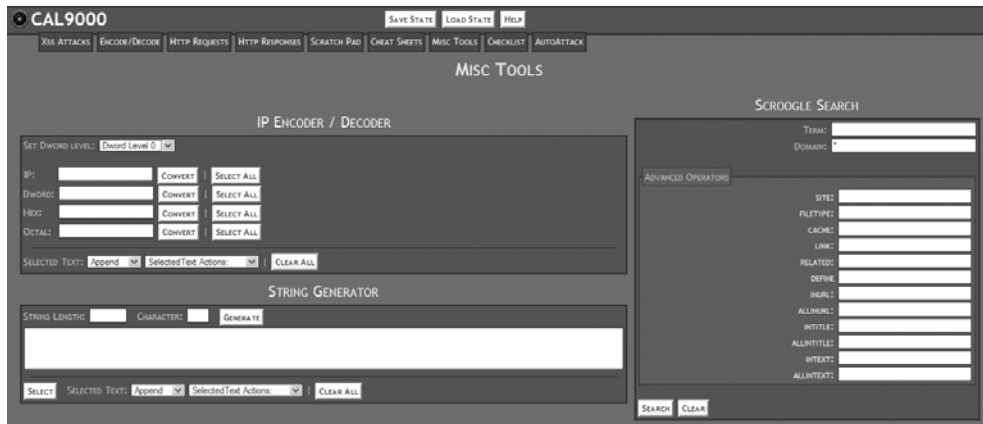 CAL9000
SAVE STATE LOAD STATE HELP
XSS ATTACKS ENCODE/DECODE HTTP REQUESTS HTTP RESPONSES SCRATCH PAD CHEAT SHEETS MISC TOOLS CHECKLIST AUTOATTACK
MISC TOOLS
IP ENCODER / DECODER
SET DWORD LEVEL: Dword Level 0
IP: CONVERT | SELECT ALL
DWORD: CONVERT | SELECT ALL
HEX: CONVERT | SELECT ALL
OCTAL: CONVERT | SELECT ALL
SELECTED TEXT: Append SelectedText Actions: | CLEAR ALL
STRING GENERATOR
STRING LENGTH: CHARACTER: GENERATE
SELECT SELECTED TEXT: Append SelectedText Actions: | CLEAR ALL
SCROOGLE SEARCH
TERM:
DOMAIN: *
ADVANCED OPERATORS
SITE:
FILETYPE:
CACHE:
LINK:
RELATED:
DEFINE
INURL:
ALLINURL:
INTITLE:
ALLINTITLE:
INTEXT:
ALLINTEXT:
SEARCH CLEAR